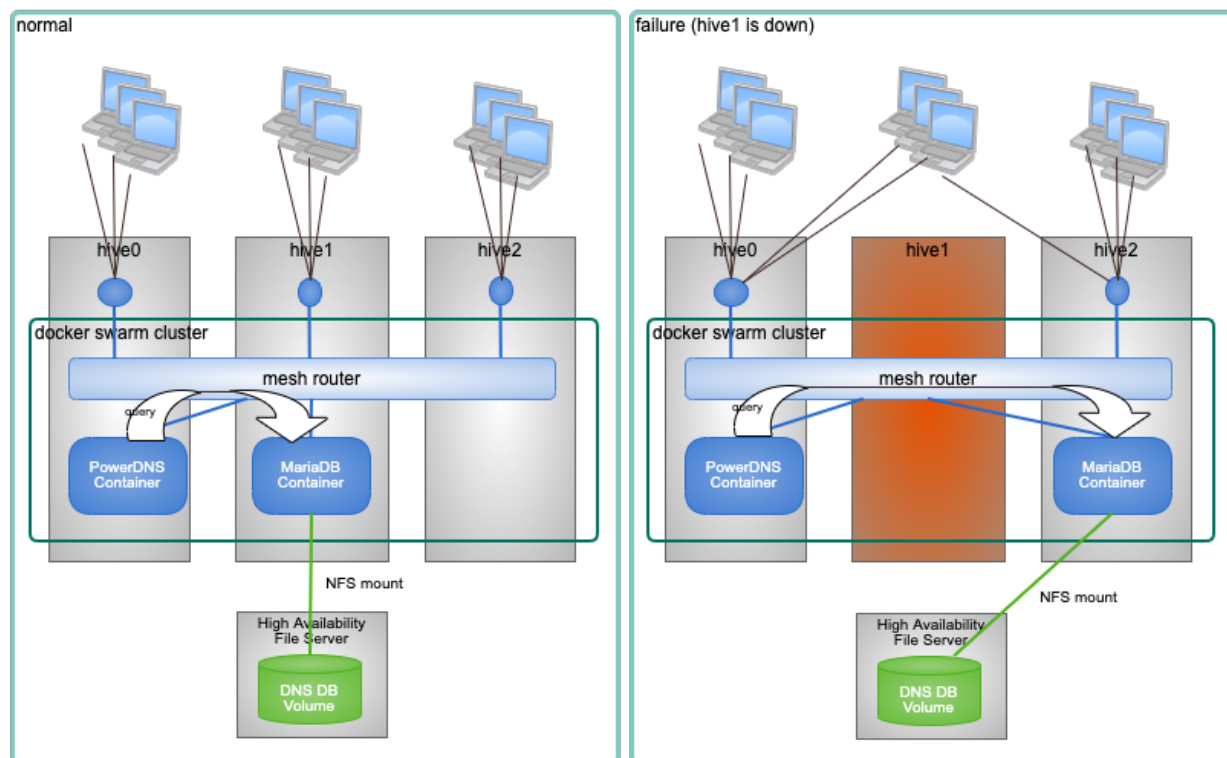 normal
hive0
hive1
hive2
docker swarm cluster
mesh router
query
PowerDNS
Container
MariaDB
Container
NFS mount
High Availability
File Server
DNS DB
Volume
failure (hive1 is down)
hive0
hive1
hive2
docker swarm cluster
mesh router
query
PowerDNS
Container
MariaDB
Container
NFS mount
High Availability
File Server
DNS DB
Volume